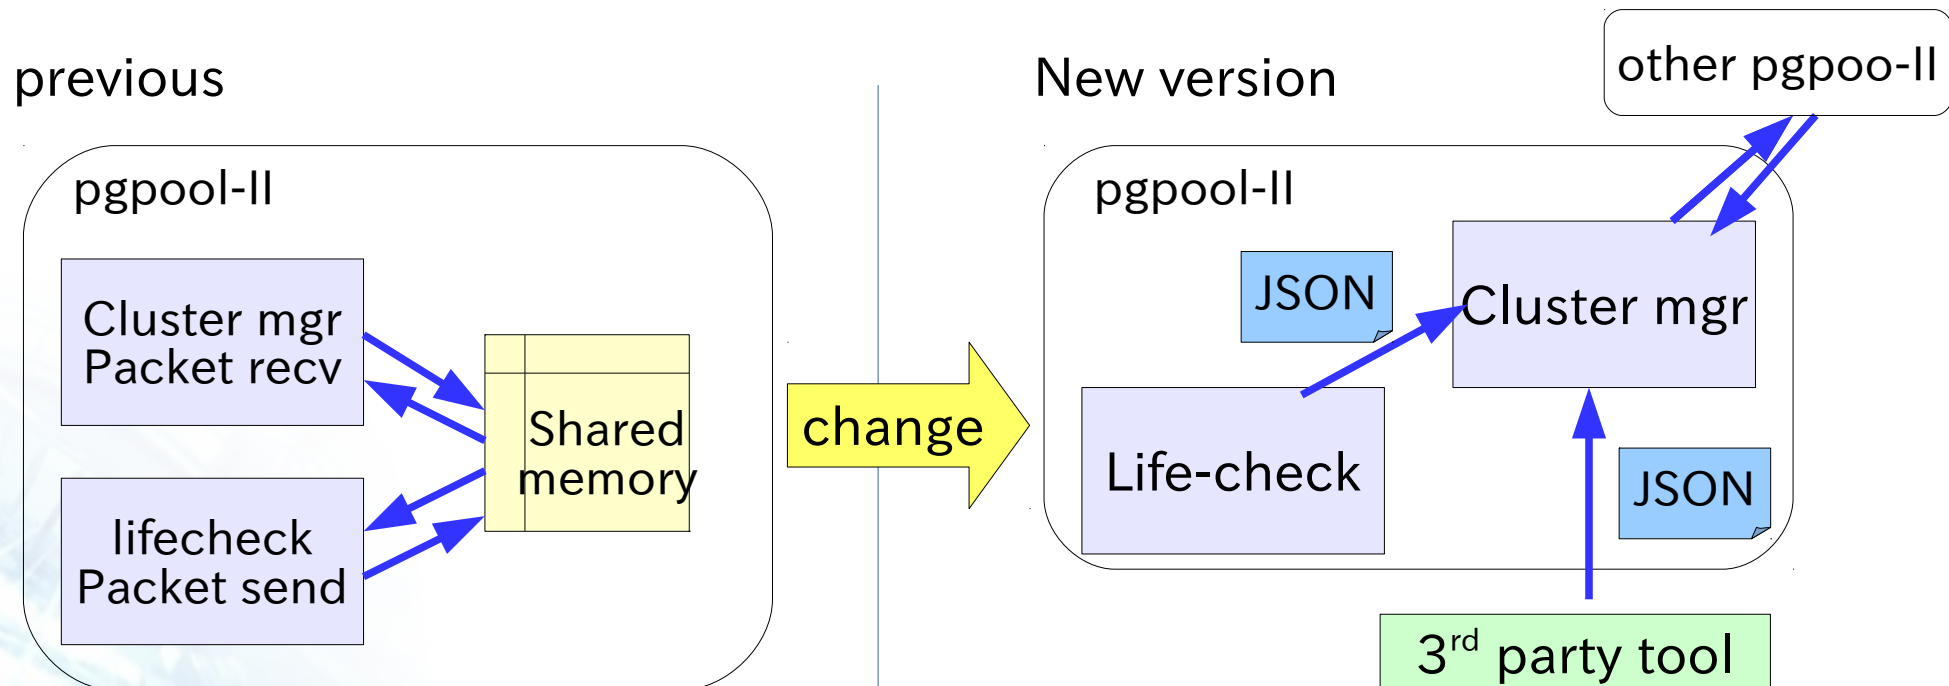 previous
pgpool-II
Cluster mgr
Packet recv
Shared
memory
lifecheck
Packet send
change
New version
other pgpoo-II
pgpool-II
JSON
Cluster mgr
Life-check
JSON
3rd party tool